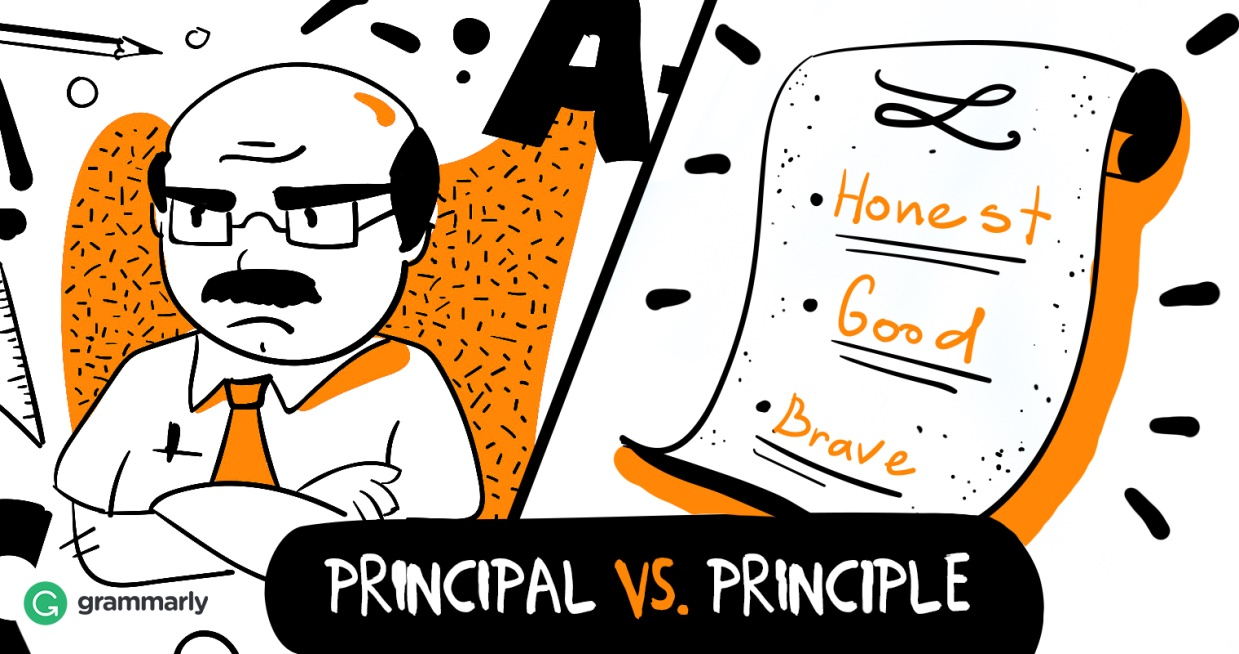 A+
Honest
Good
Brave
PRINCIPAL VS. PRINCIPLE
grammarly